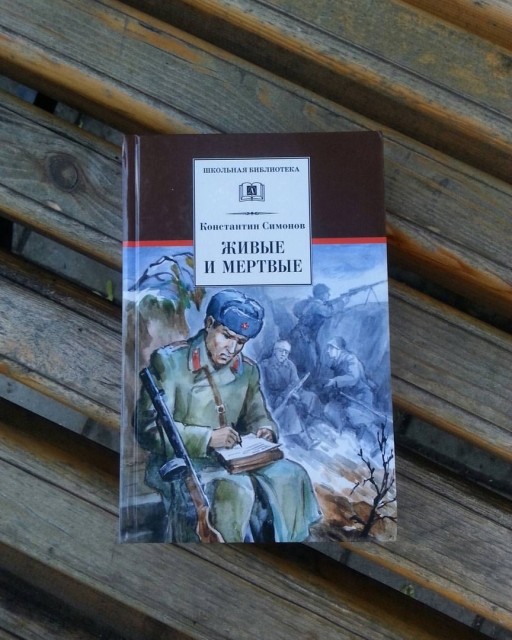 ШКОЛЬНАЯ БИБЛИОТЕКА
Константин Симонов
ЖИВЫЕ
И МЕРТВЫЕ